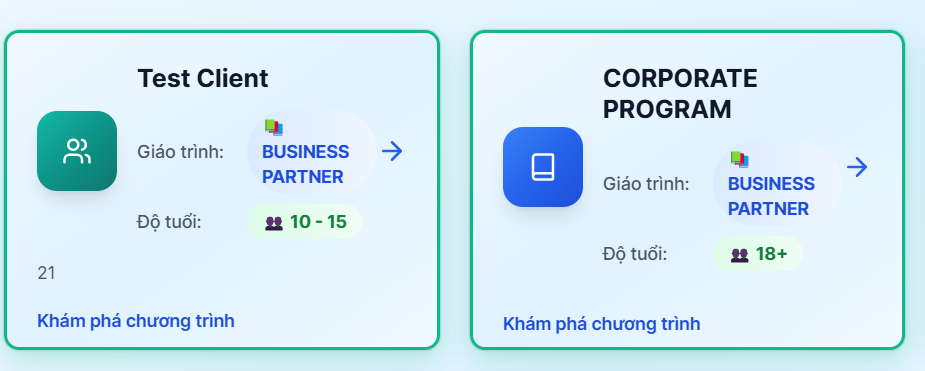 Test Client
Giáo trình:
BUSINESS
PARTNER
Độ tuổi:
10 - 15
21
Khám phá chương trình
CORPORATE
PROGRAM
Giáo trình:
BUSINESS
PARTNER
Độ tuổi:
18+
Khám phá chương trình